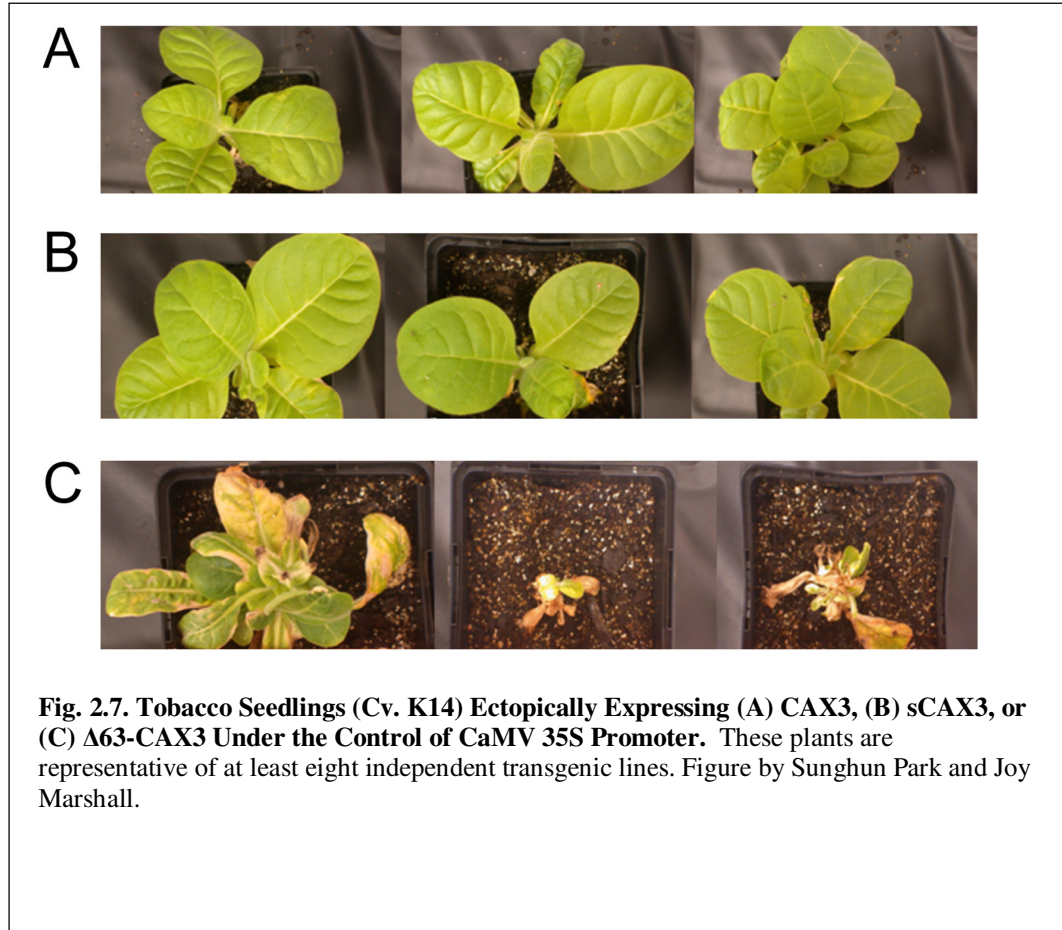 A
B
C
Fig. 2.7. Tobacco Seedlings (Cv. K14) Ectopically Expressing (A) CAX3, (B) sCAX3, or
(C) Δ63-CAX3 Under the Control of CaMV 35S Promoter. These plants are
representative of at least eight independent transgenic lines. Figure by Sunghun Park and Joy
Marshall.